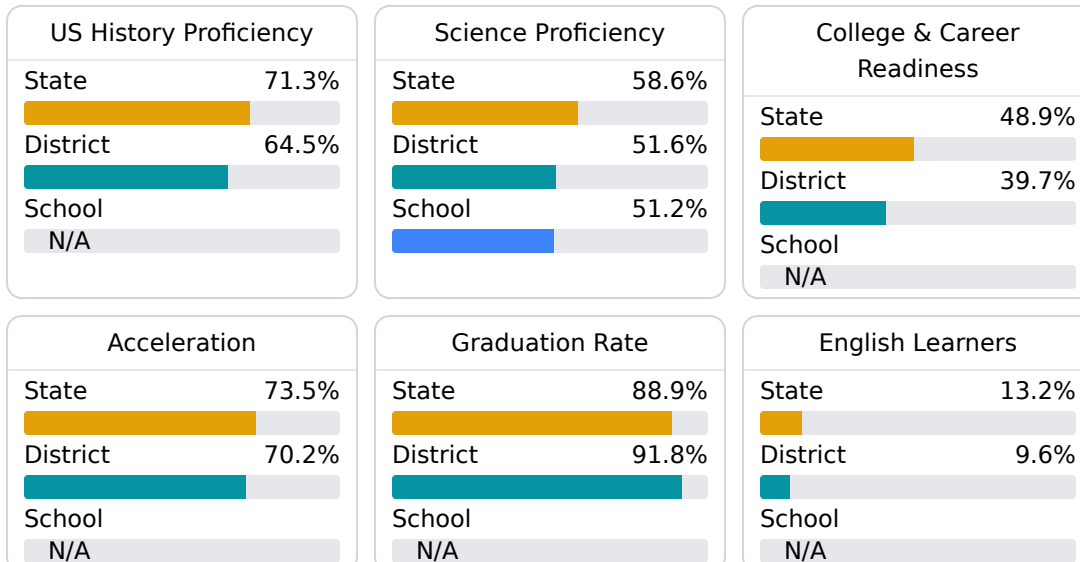 US History Proficiency
State 71.3%
District 64.5%
School
N/A
Science Proficiency
State 58.6%
District 51.6%
School 51.2%
College & Career
Readiness
State 48.9%
District 39.7%
School
N/A
Acceleration
State 73.5%
District 70.2%
School
N/A
Graduation Rate
State 88.9%
District 91.8%
School
N/A
English Learners
State 13.2%
District 9.6%
School
N/A